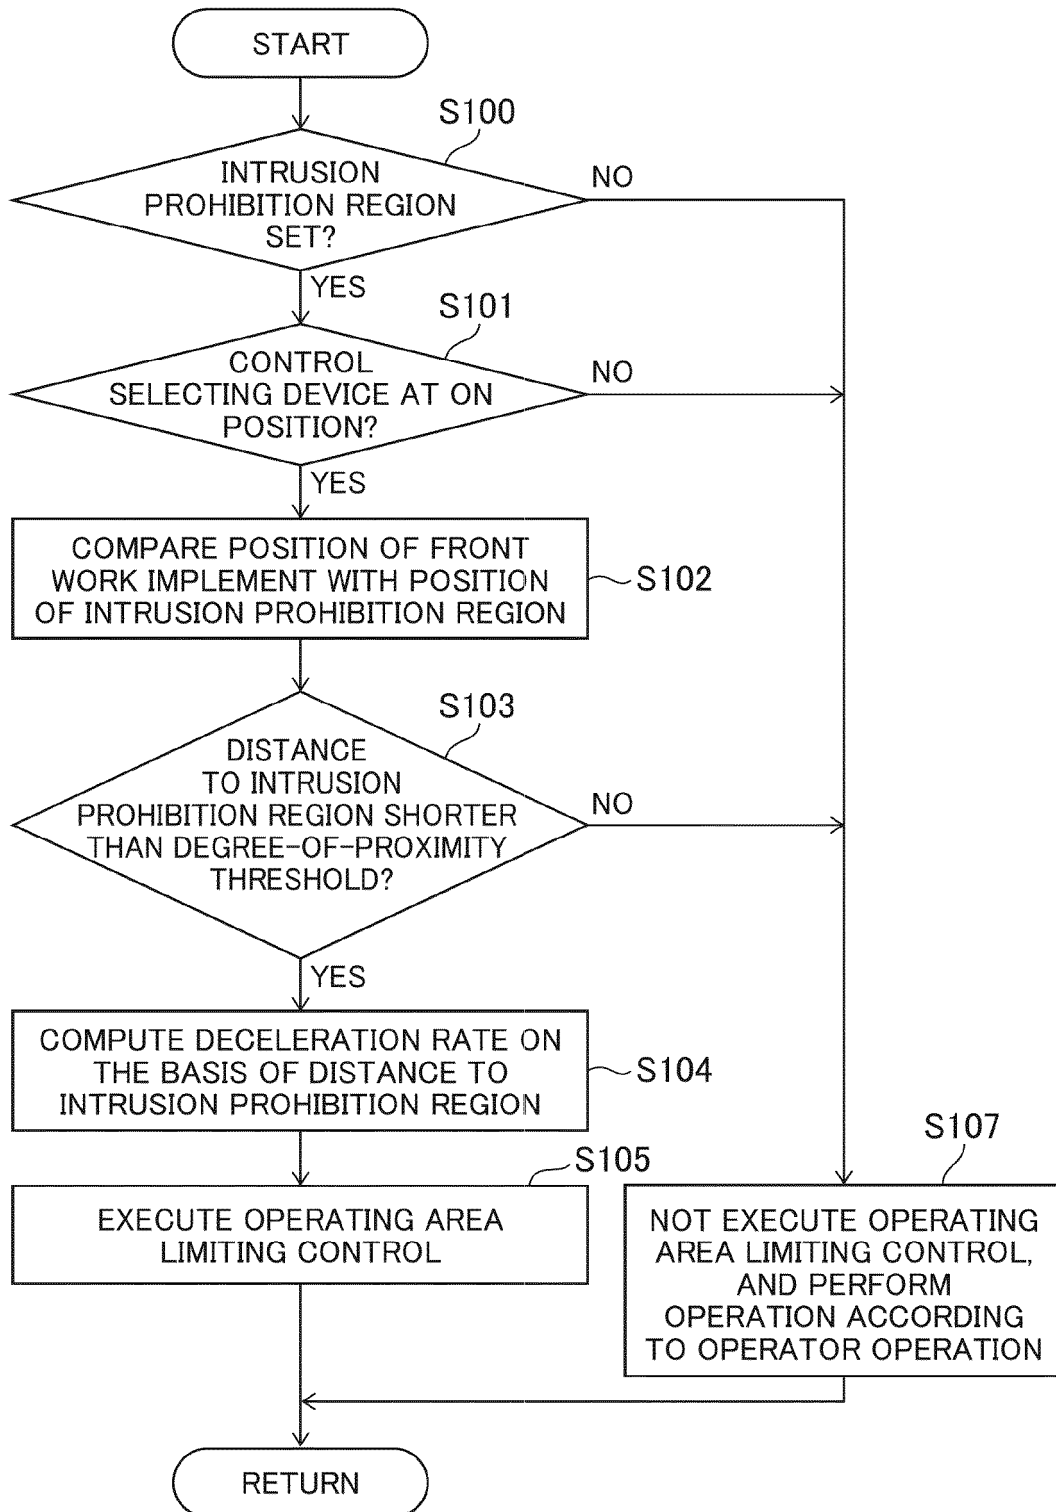 START
S100
INTRUSION
PROHIBITION REGION
SET?
NO
YES
S101
CONTROL
SELECTING DEVICE AT ON
POSITION?
NO
YES
COMPARE POSITION OF FRONT
WORK IMPLEMENT WITH POSITION
OF INTRUSION PROHIBITION REGION
S102
S103
DISTANCE
TO INTRUSION
PROHIBITION REGION SHORTER
THAN DEGREE-OF-PROXIMITY
THRESHOLD?
NO
YES
COMPUTE DECELERATION RATE ON
THE BASIS OF DISTANCE TO
INTRUSION PROHIBITION REGION
S104
S105
EXECUTE OPERATING AREA
LIMITING CONTROL
S107
NOT EXECUTE OPERATING
AREA LIMITING CONTROL,
AND PERFORM
OPERATION ACCORDING
TO OPERATOR OPERATION
RETURN